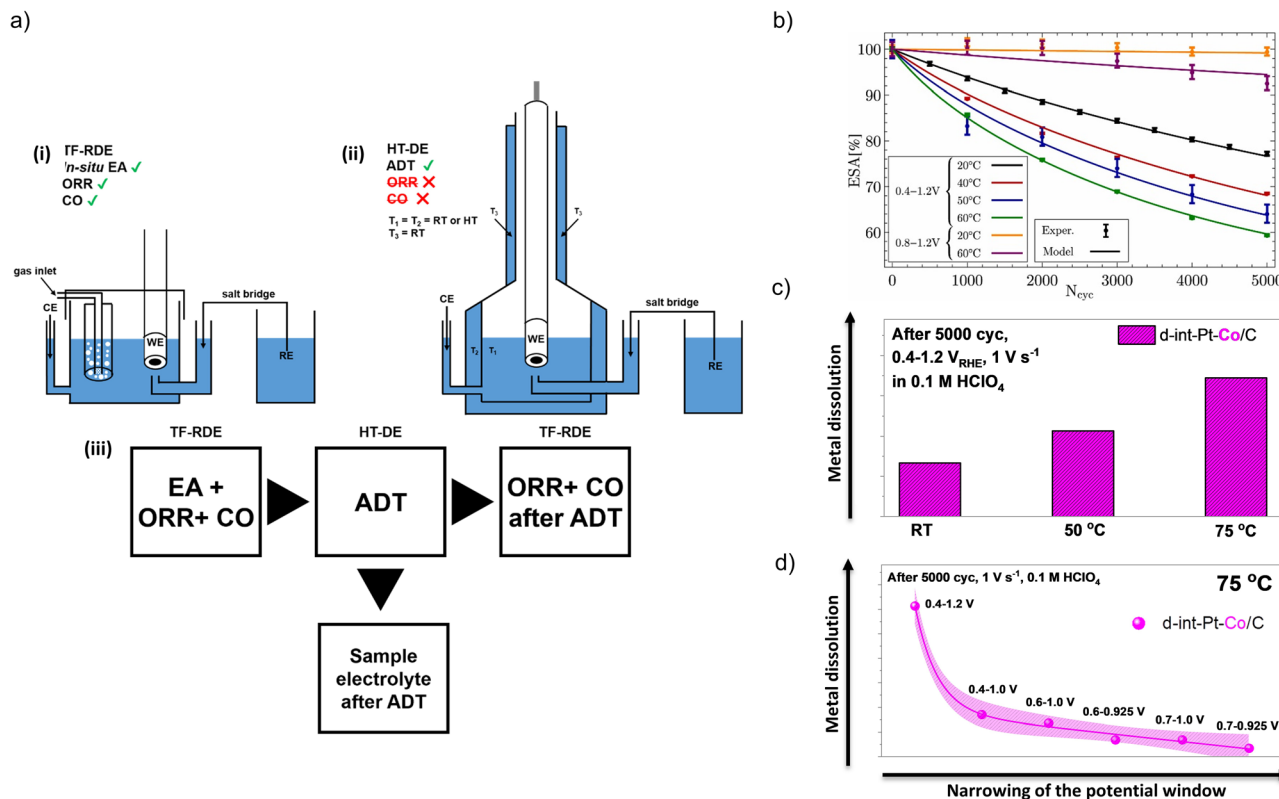 a)
(i)
TF-RDE
In-situ EA ✓
ORR ✓
CO ✓
gas inlet
CE
WE
salt bridge
RE
(ii)
HT-DE
ADT ✓
ORR ✗
CO ✗
T1 = T2 = RT or HT
T3 = RT
T3
T3
CE
WE
salt bridge
T2
T1
RE
(iii)
TF-RDE
HT-DE
TF-RDE
EA +
ORR+ CO
ADT
ORR+ CO
after ADT
Sample
electrolyte
after ADT
b)
ESA[%]
100
90
80
70
60
0.4−1.2V
20°C
40°C
50°C
60°C
0.8−1.2V
20°C
60°C
Exper.
Model
0
1000
2000
3000
4000
5000
Ncyc
c)
Metal dissolution
After 5000 cyc,
0.4-1.2 VRHE, 1 V s-1
in 0.1 M HClO4
d-int-Pt-Co/C
RT
50 °C
75 °C
d)
Metal dissolution
After 5000 cyc, 1 V s-1, 0.1 M HClO4
75 °C
d-int-Pt-Co/C
0.4-1.2 V
0.4-1.0 V
0.6-1.0 V
0.6-0.925 V
0.7-1.0 V
0.7-0.925 V
Narrowing of the potential window